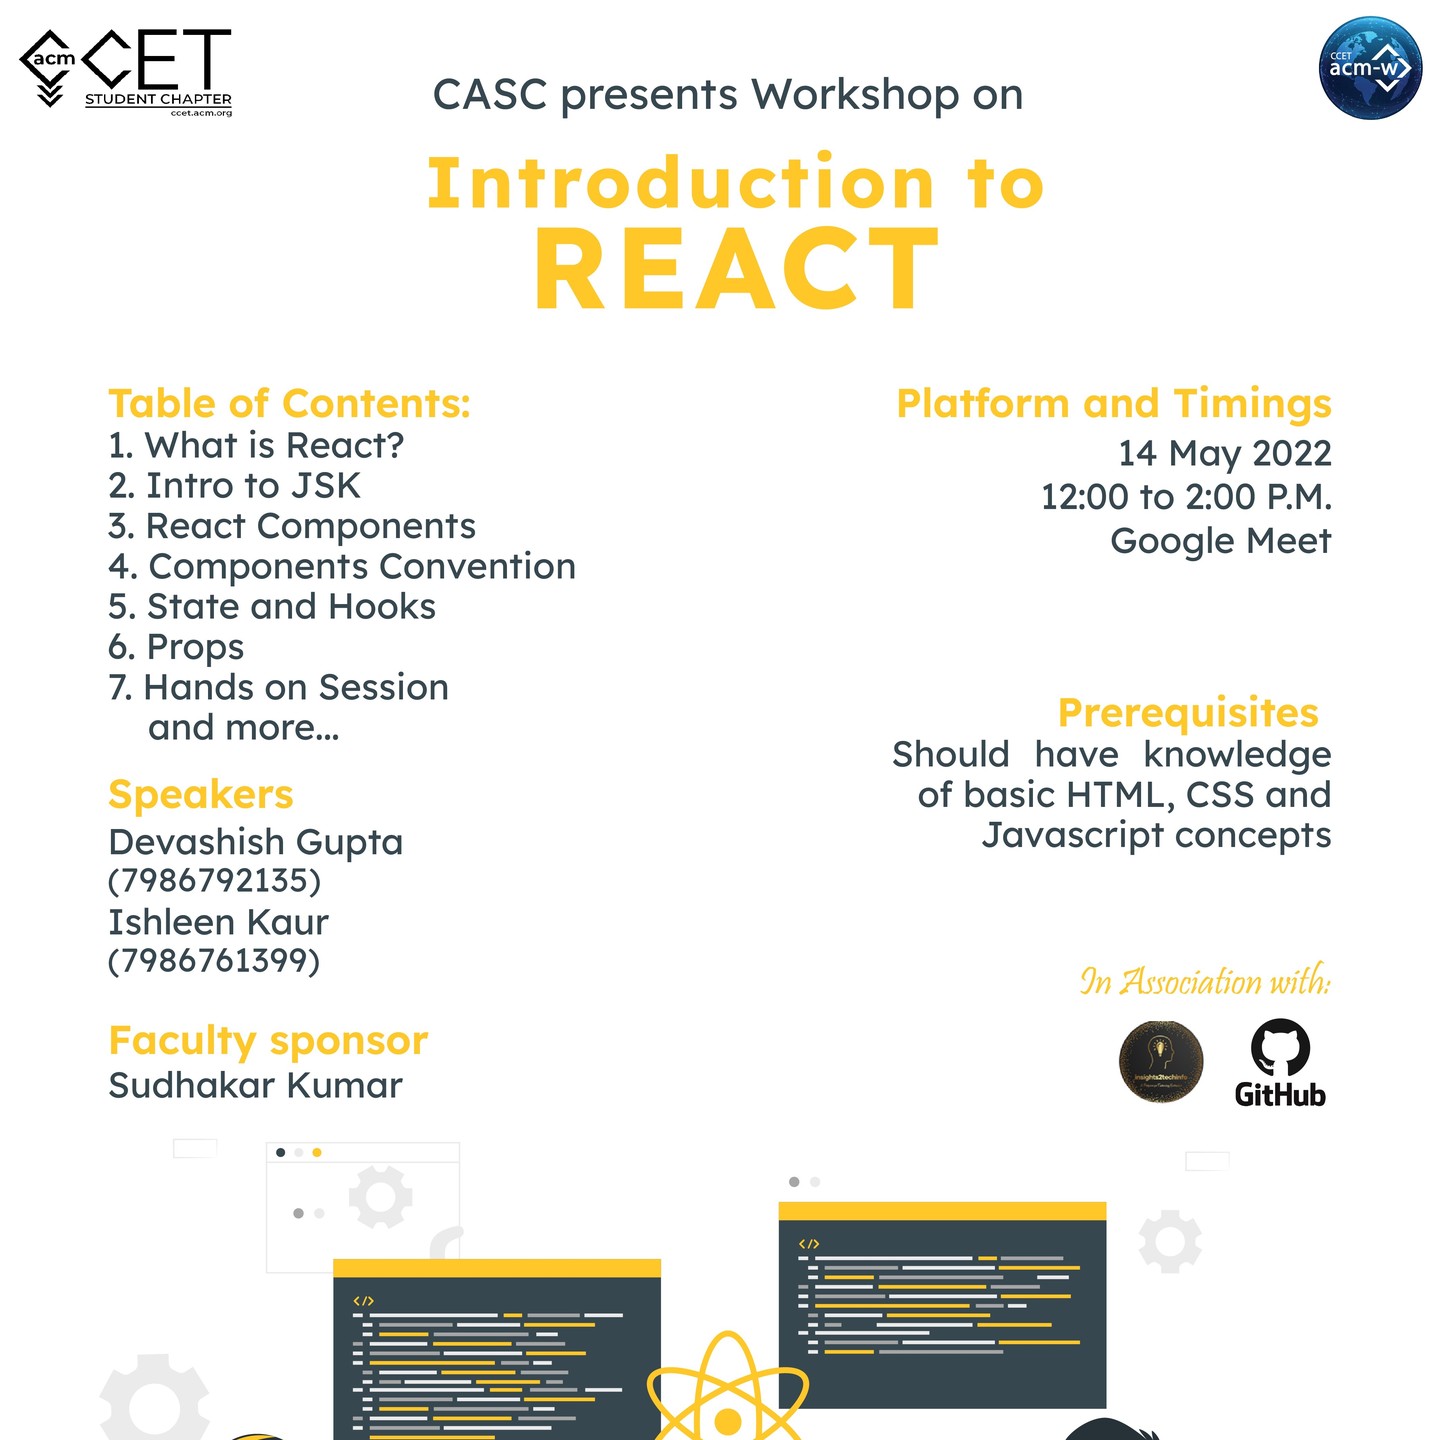 acm CCET
STUDENT CHAPTER
ccet.acm.org
CCET
acm-w
CASC presents Workshop on
Introduction to
REACT
Table of Contents:
1. What is React?
2. Intro to JSK
3. React Components
4. Components Convention
5. State and Hooks
6. Props
7. Hands on Session
and more...
Speakers
Devashish Gupta
(7986792135)
Ishleen Kaur
(7986761399)
Faculty sponsor
Sudhakar Kumar
Platform and Timings
14 May 2022
12:00 to 2:00 P.M.
Google Meet
Prerequisites
Should have knowledge
of basic HTML, CSS and
Javascript concepts
In Association with:
insights2techinfo
GitHub
</>
</>